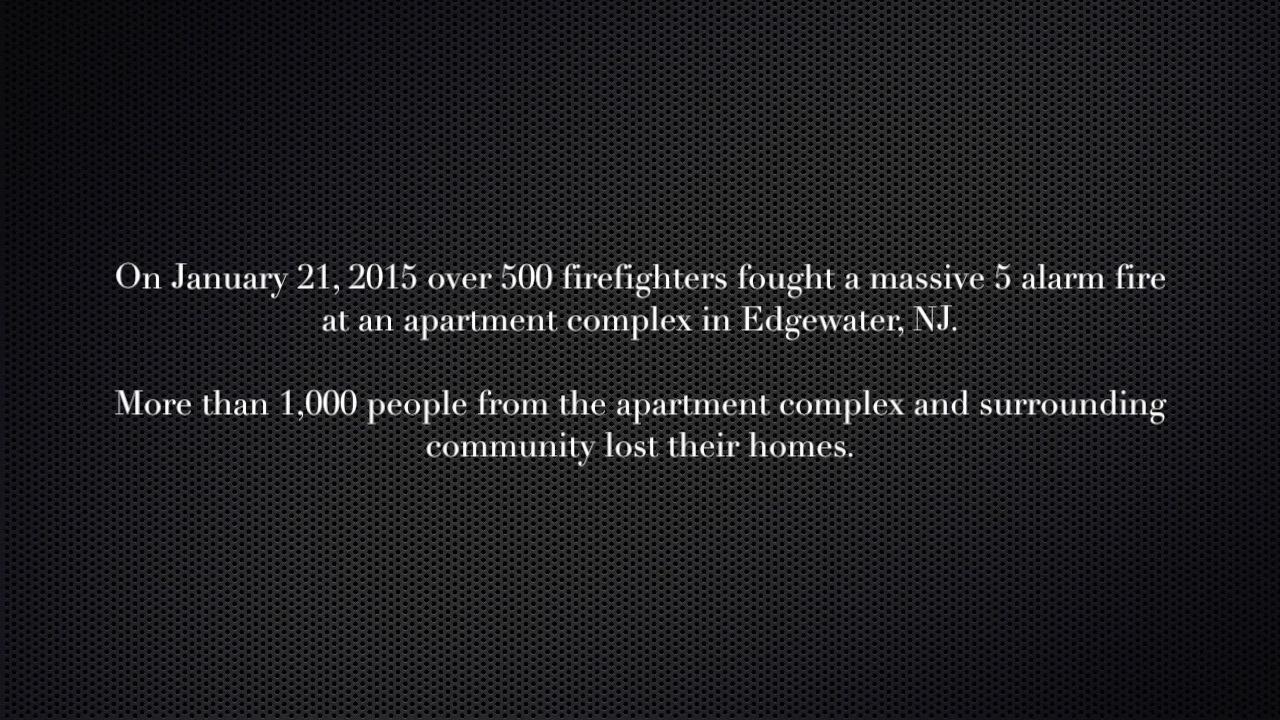 On January 21, 2015 over 500 firefighters fought a massive 5 alarm fire
at an apartment complex in Edgewater, NJ.
More than 1,000 people from the apartment complex and surrounding
community lost their homes.